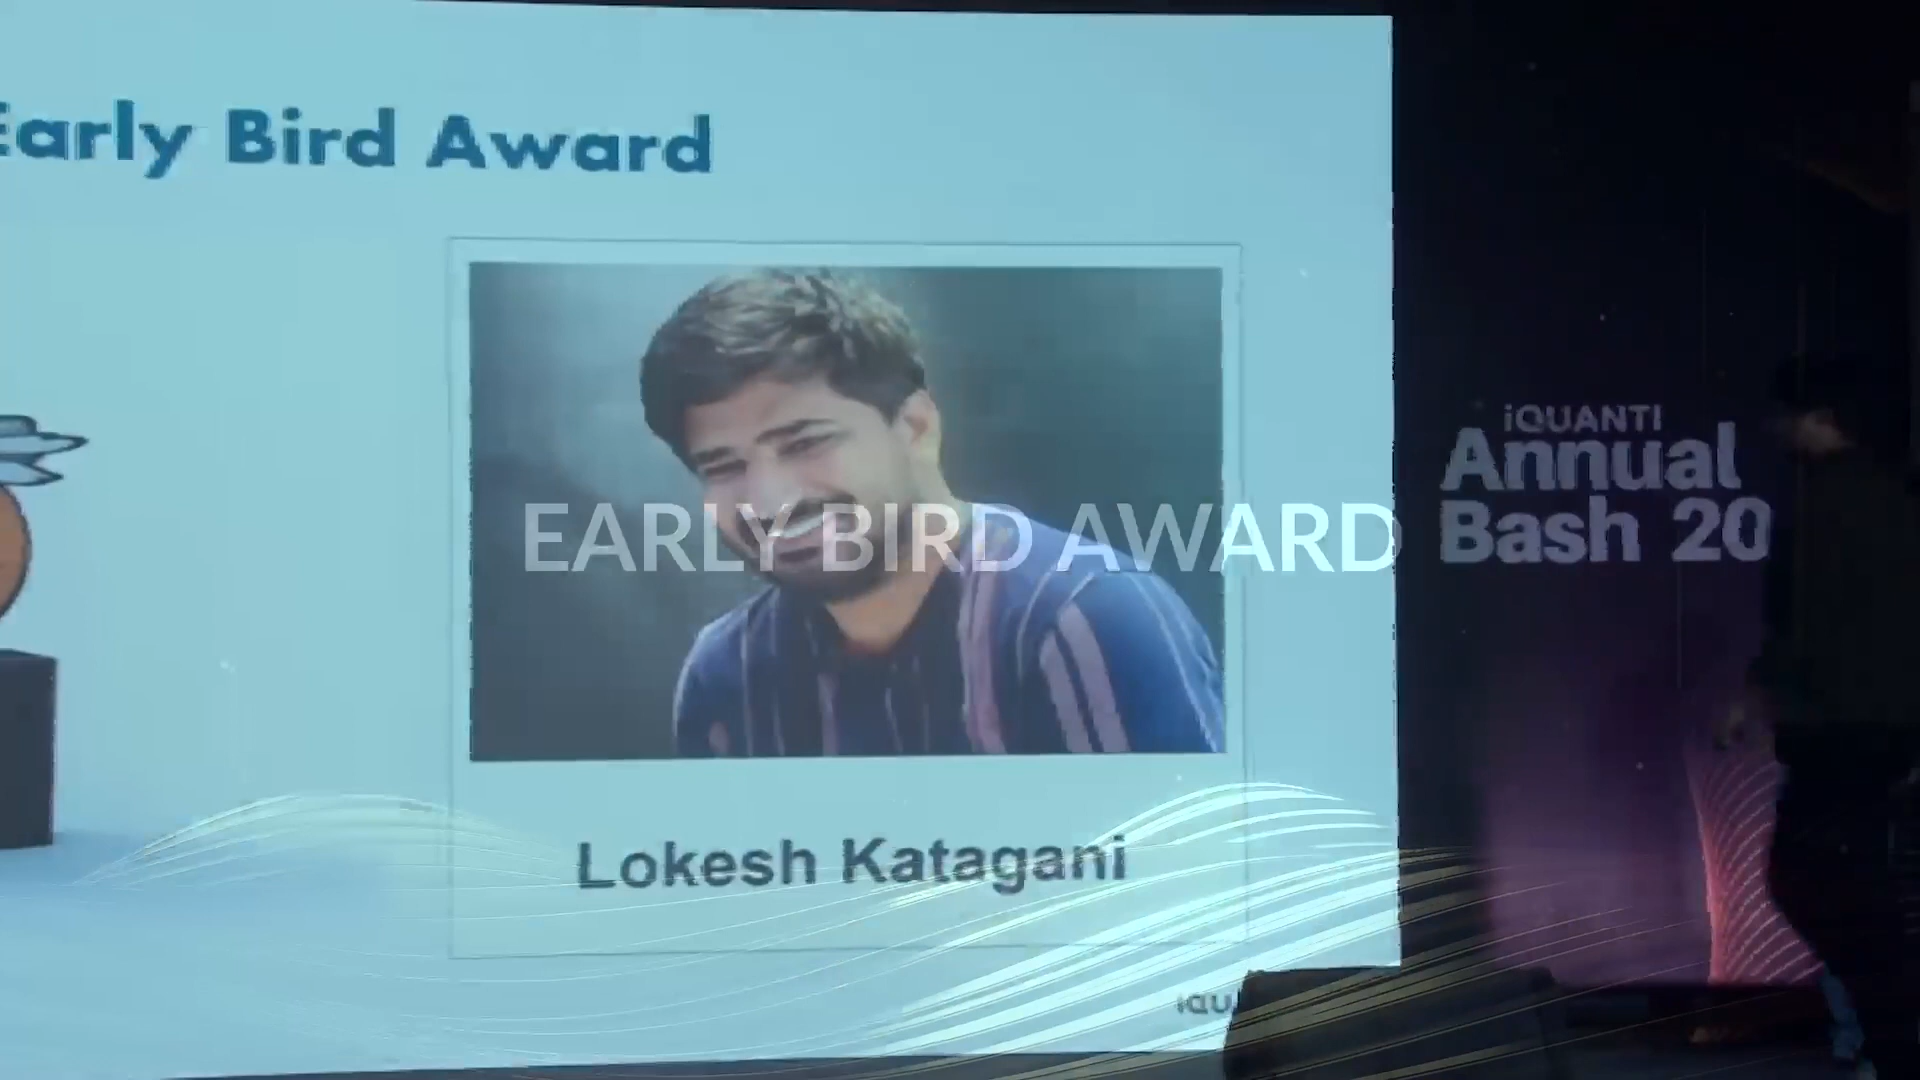 Early Bird Award
EARLY BIRD AWARD
Lokesh Katagani
iQUANTI
Annual
Bash 20